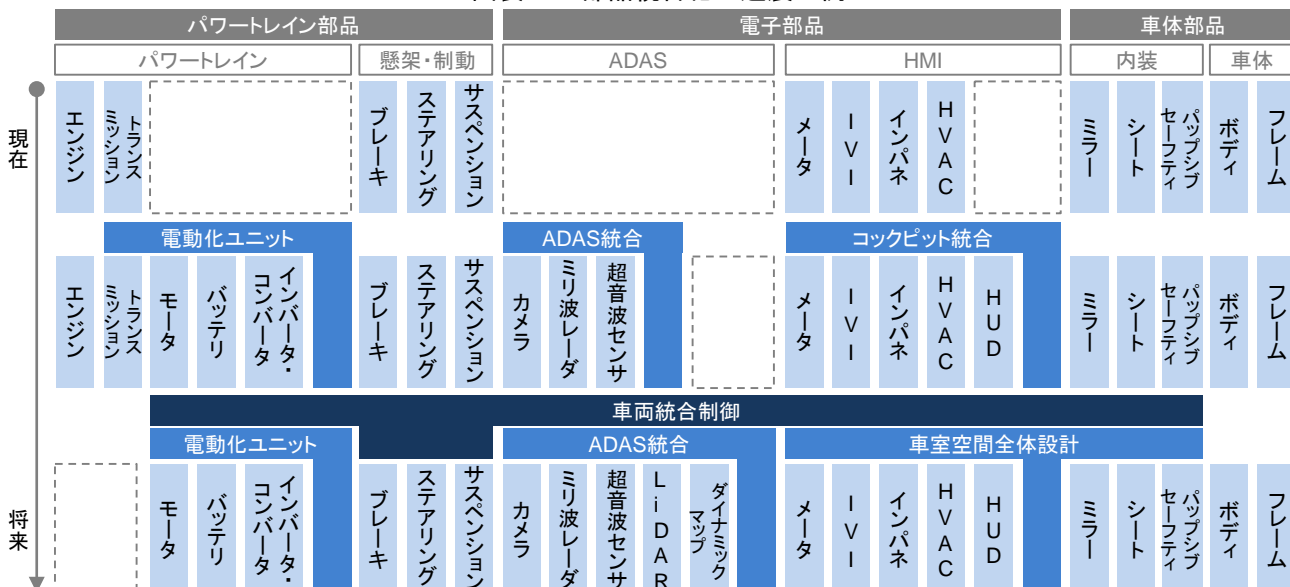 パワートレイン部品
電子部品
車体部品
パワートレイン
懸架・制動
ADAS
HMI
内装
車体
現在
エンジン
トランス
ミッション
ブレーキ
ステアリング
サスペンション
メータ
IVI
インパネ
HVAC
ミラー
シート
パップシブ
セーフティ
ボディ
フレーム
電動化ユニット
ADAS統合
コックピット統合
エンジン
トランス
ミッション
モータ
バッテリ
インバータ・
コンバータ
ブレーキ
ステアリング
サスペンション
カメラ
ミリ波レーダ
超音波センサ
メータ
IVI
インパネ
HVAC
HUD
ミラー
シート
パップシブ
セーフティ
ボディ
フレーム
車両統合制御
電動化ユニット
ADAS統合
車室空間全体設計
将来
モータ
バッテリ
インバータ・
コンバータ
ブレーキ
ステアリング
サスペンション
カメラ
ミリ波レーダ
超音波センサ
LiDAR
ダイナミック
マップ
メータ
IVI
インパネ
HVAC
HUD
ミラー
シート
パップシブ
セーフティ
ボディ
フレーム